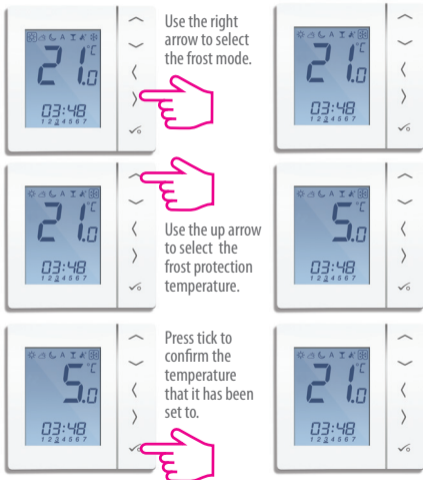 A
21.0 °C
03:48
1 2 3 4 5 6 7
Use the right
arrow to select
the frost mode.
A
21.0 °C
03:48
1 2 3 4 5 6 7
A
21.0 °C
03:48
1 2 3 4 5 6 7
Use the up arrow
to select the
frost protection
temperature.
A
5.0 °C
03:48
1 2 3 4 5 6 7
A
5.0 °C
03:48
1 2 3 4 5 6 7
Press tick to
confirm the
temperature
that it has been
set to.
A
21.0 °C
03:48
1 2 3 4 5 6 7